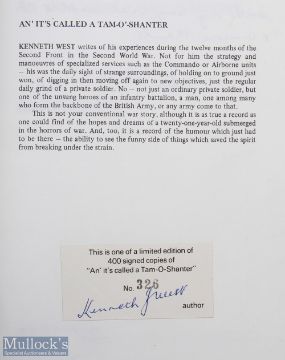 AN' IT'S CALLED A TAM-O'-SHANTER
KENNETH WEST writes of his experiences during the twelve months of the
Second Front in the Second World War. Not for him the strategy and
manoeuvres of specialized services such as the Commando or Airborne units
– his was the daily sight of strange surroundings, of holding on to ground just
won, of digging in then moving off again to new objectives, just the regular
daily grind of a private soldier. No – not just an ordinary private soldier, but
one of the unsung heroes of an infantry battalion, a man, one among many
who form the backbone of the British Army, or any army come to that.
This is not your conventional war story, although it is as true a record as
one could find of the hopes and dreams of a twenty-one-year-old submerged
in the horrors of war. And, too, it is a record of the humour which just had
to be there – the ability to see the funny side of things which saved the spirit
from breaking under the strain.
This is one of a limited edition of
400 signed copies of
"An' it's called a Tam-O-Shanter"
No. 326
Kenneth J West
author
Mullock's
Specialist Auctioneers & Valuers